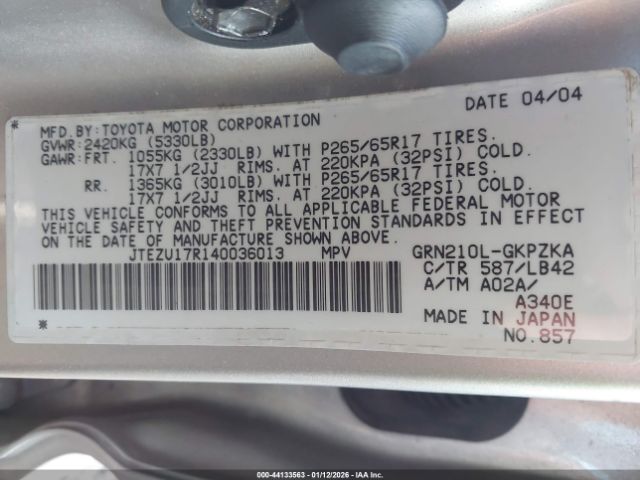 DATE 04/04
MFD.BY:TOYOTA MOTOR CORPORATION
GVWR:2420KG (5330LB)
GAWR:FRT. 1055KG (2330LB) WITH P265/65R17 TIRES.
17X7 1/2JJ RIMS. AT 220KPA (32PSI) COLD.
RR. 1365KG (3010LB) WITH P265/65R17 TIRES.
17X7 1/2JJ RIMS. AT 220KPA (32PSI) COLD.
THIS VEHICLE CONFORMS TO ALL APPLICABLE FEDERAL MOTOR
VEHICLE SAFETY AND THEFT PREVENTION STANDARDS IN EFFECT
ON THE DATE OF MANUFACTURE SHOWN ABOVE.
JTEZU17R140036013 MPV GRN210L-GKPZKA
C/TR 587/LB42
A/TM A02A/
A340E
MADE IN JAPAN
NO.857
000-44133563 - 01/12/2026 - IAA Inc.